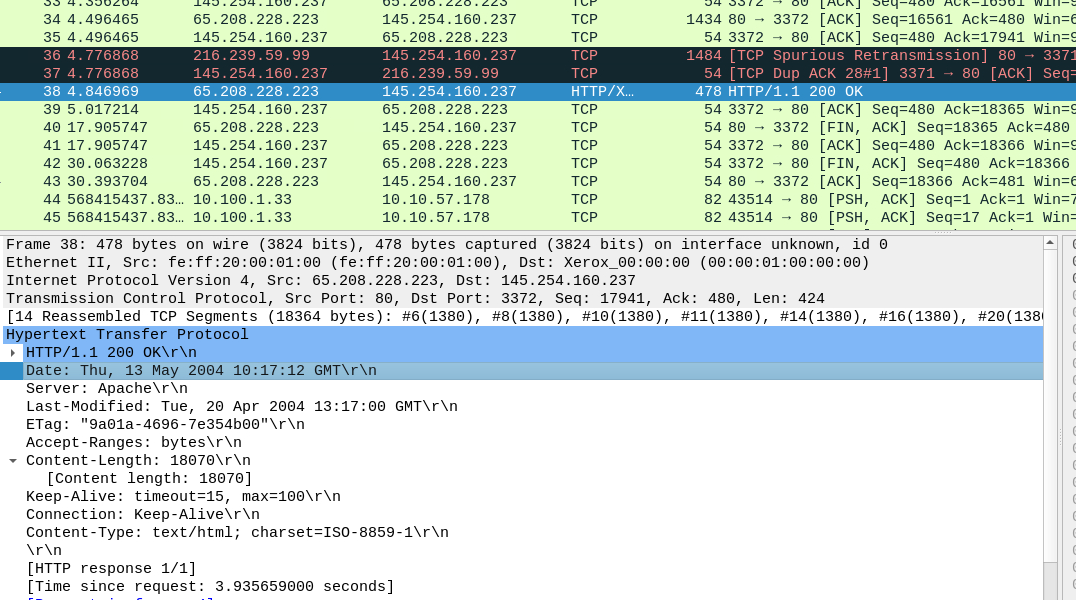 33 4.356264 145.254.160.237 65.208.228.223 TCP 54 3372 → 80 [ACK] Seq=480 Ack=16561 Win=9
34 4.496465 65.208.228.223 145.254.160.237 TCP 1434 80 → 3372 [ACK] Seq=16561 Ack=480 Win=6
35 4.496465 145.254.160.237 65.208.228.223 TCP 54 3372 → 80 [ACK] Seq=480 Ack=17941 Win=9
36 4.776868 216.239.59.99 145.254.160.237 TCP 1484 [TCP Spurious Retransmission] 80 → 3371
37 4.776868 145.254.160.237 216.239.59.99 TCP 54 [TCP Dup ACK 28#1] 3371 → 80 [ACK] Seq=
38 4.846969 65.208.228.223 145.254.160.237 HTTP/X… 478 HTTP/1.1 200 OK
39 5.017214 145.254.160.237 65.208.228.223 TCP 54 3372 → 80 [ACK] Seq=480 Ack=18365 Win=9
40 17.905747 65.208.228.223 145.254.160.237 TCP 54 80 → 3372 [FIN, ACK] Seq=18365 Ack=480
41 17.905747 145.254.160.237 65.208.228.223 TCP 54 3372 → 80 [ACK] Seq=480 Ack=18366 Win=9
42 30.063228 145.254.160.237 65.208.228.223 TCP 54 3372 → 80 [FIN, ACK] Seq=480 Ack=18366
43 30.393704 65.208.228.223 145.254.160.237 TCP 54 80 → 3372 [ACK] Seq=18366 Ack=481 Win=6
44 568415437.83… 10.100.1.33 10.10.57.178 TCP 82 43514 → 80 [PSH, ACK] Seq=1 Ack=1 Win=7
45 568415437.83… 10.100.1.33 10.10.57.178 TCP 82 43514 → 80 [PSH, ACK] Seq=17 Ack=1 Win=
Frame 38: 478 bytes on wire (3824 bits), 478 bytes captured (3824 bits) on interface unknown, id 0
Ethernet II, Src: fe:ff:20:00:01:00 (fe:ff:20:00:01:00), Dst: Xerox_00:00:00 (00:00:01:00:00:00)
Internet Protocol Version 4, Src: 65.208.228.223, Dst: 145.254.160.237
Transmission Control Protocol, Src Port: 80, Dst Port: 3372, Seq: 17941, Ack: 480, Len: 424
[14 Reassembled TCP Segments (18364 bytes): #6(1380), #8(1380), #10(1380), #11(1380), #14(1380), #16(1380), #20(138
Hypertext Transfer Protocol
HTTP/1.1 200 OK\r\n
Date: Thu, 13 May 2004 10:17:12 GMT\r\n
Server: Apache\r\n
Last-Modified: Tue, 20 Apr 2004 13:17:00 GMT\r\n
ETag: "9a01a-4696-7e354b00"\r\n
Accept-Ranges: bytes\r\n
Content-Length: 18070\r\n
[Content length: 18070]
Keep-Alive: timeout=15, max=100\r\n
Connection: Keep-Alive\r\n
Content-Type: text/html; charset=ISO-8859-1\r\n
\r\n
[HTTP response 1/1]
[Time since request: 3.935659000 seconds]